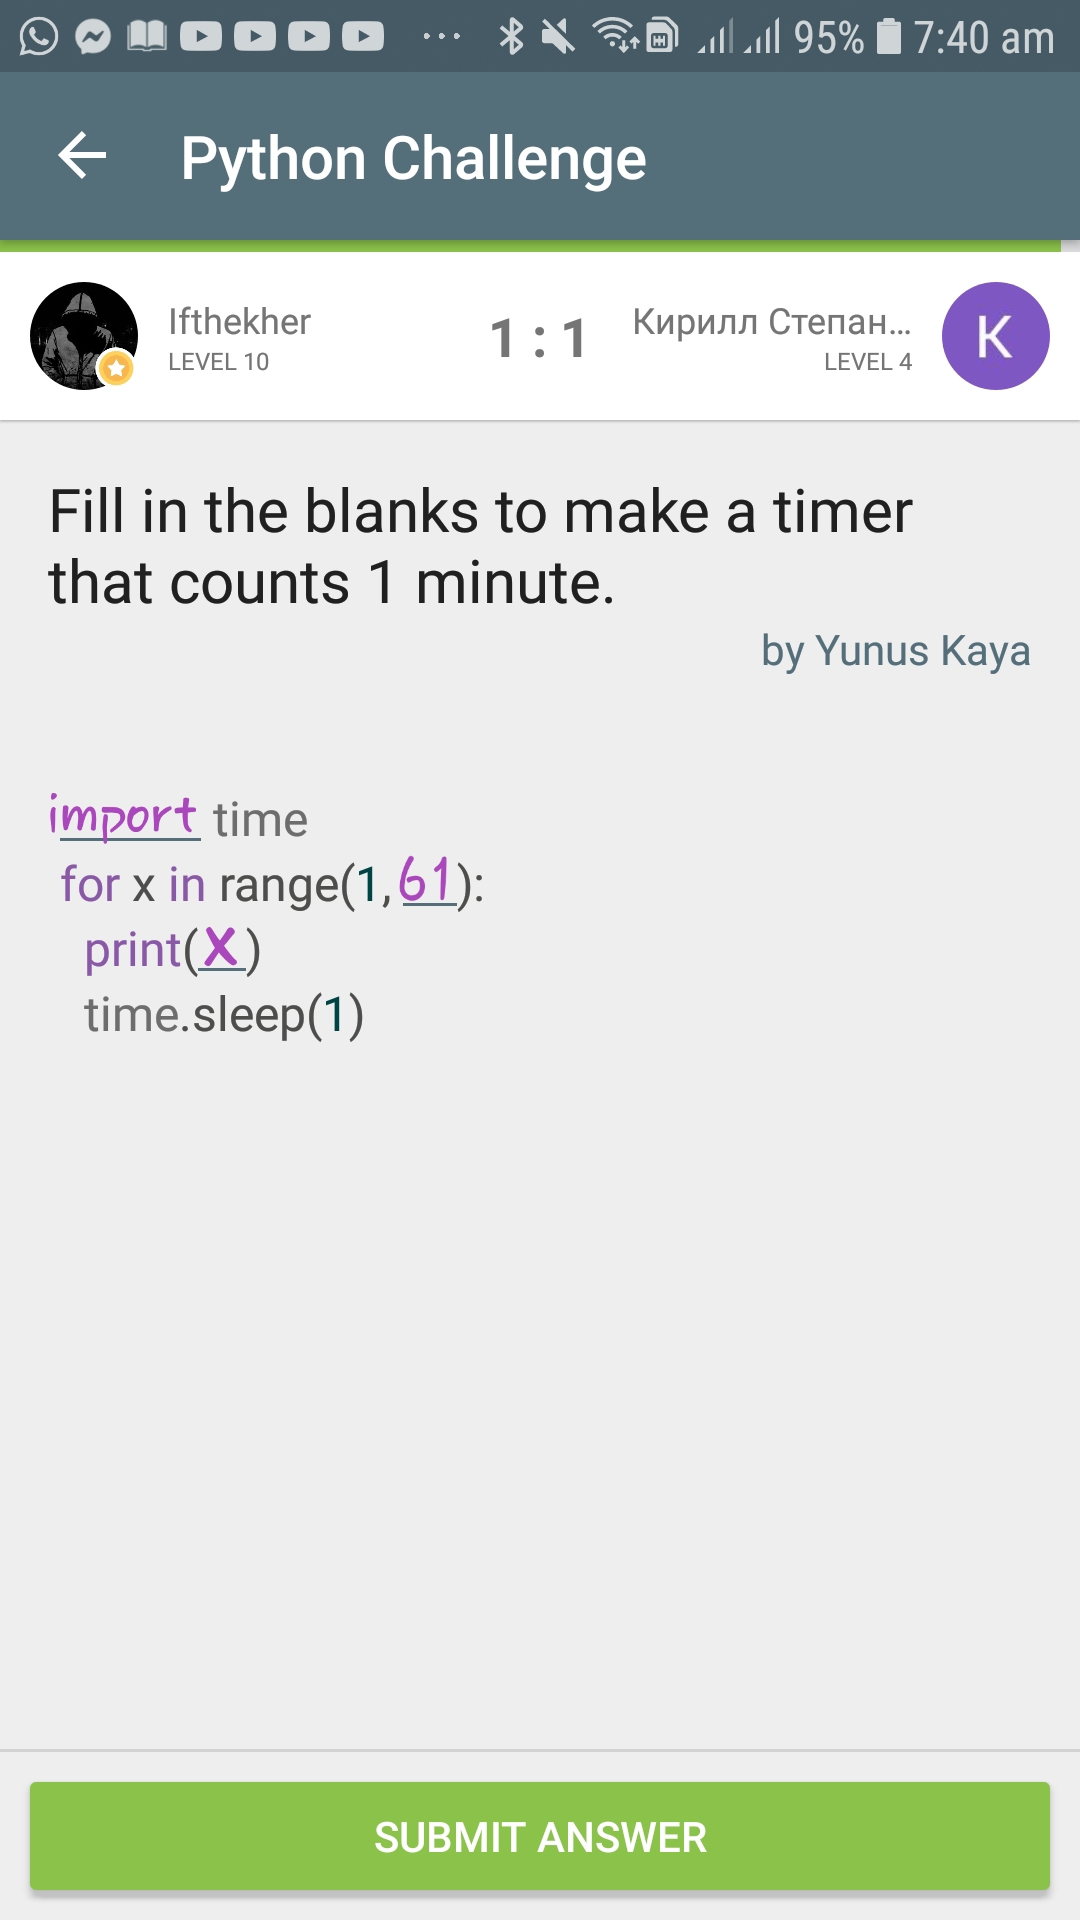 95% 7:40 am
Python Challenge
Ifthekher
LEVEL 10
1 : 1
Кирилл Степан...
LEVEL 4
K
Fill in the blanks to make a timer
that counts 1 minute.
by Yunus Kaya
import time
for x in range(1,61):
print(x)
time.sleep(1)
SUBMIT ANSWER